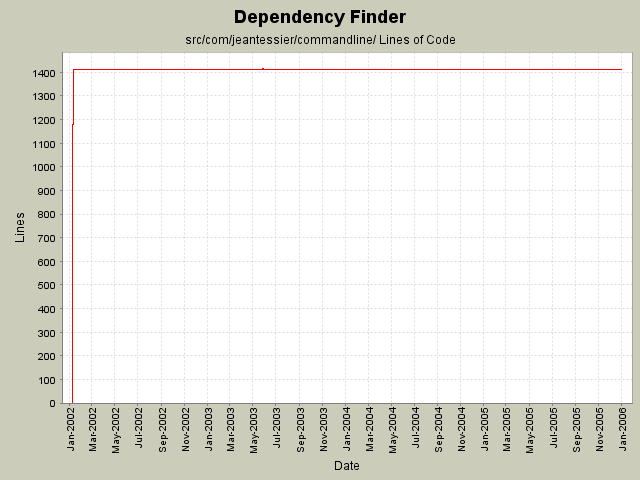 Dependency Finder
src/com/jeantessier/commandline/ Lines of Code
Lines
1400
1300
1200
1100
1000
900
800
700
600
500
400
300
200
100
0
Jan-2002
Mar-2002
May-2002
Jul-2002
Sep-2002
Nov-2002
Jan-2003
Mar-2003
May-2003
Jul-2003
Sep-2003
Nov-2003
Jan-2004
Mar-2004
May-2004
Jul-2004
Sep-2004
Nov-2004
Jan-2005
Mar-2005
May-2005
Jul-2005
Sep-2005
Nov-2005
Jan-2006
Date